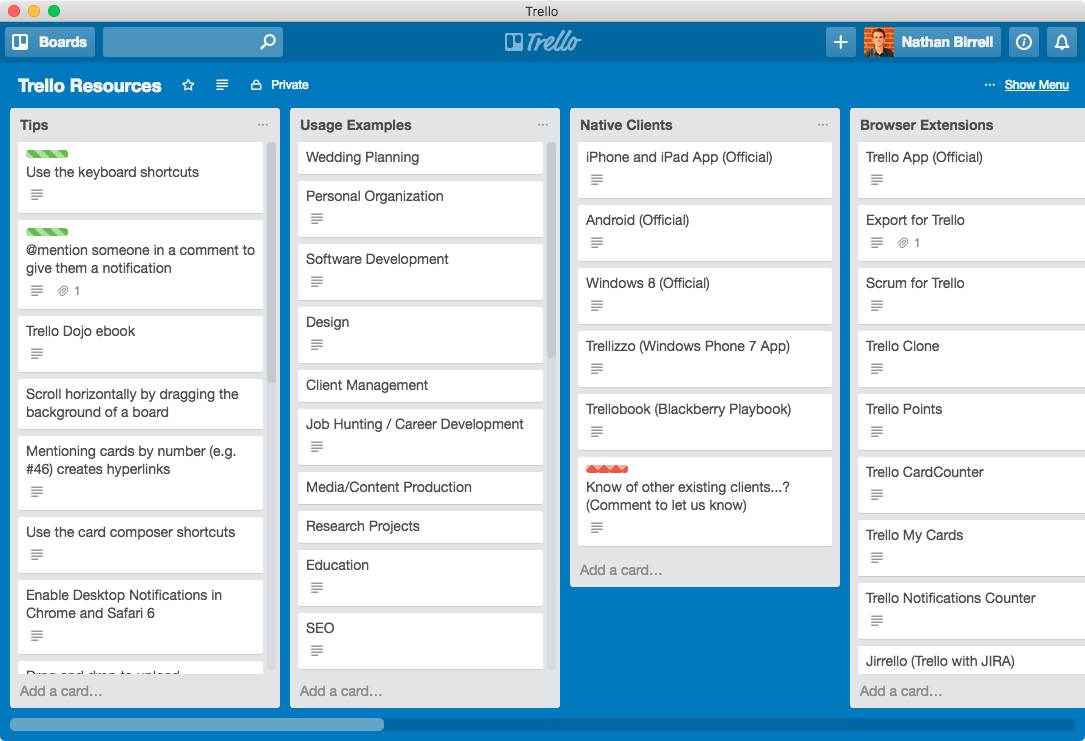 Trello
Boards
Trello
Nathan Birrell
Trello Resources
Private
... Show Menu
Tips
...
Use the keyboard shortcuts
@mention someone in a comment to
give them a notification
1
Trello Dojo ebook
Scroll horizontally by dragging the
background of a board
Mentioning cards by number (e.g.
#46) creates hyperlinks
Use the card composer shortcuts
Enable Desktop Notifications in
Chrome and Safari 6
Drag and drop to upload
Add a card...
Usage Examples
...
Wedding Planning
Personal Organization
Software Development
Design
Client Management
Job Hunting / Career Development
Media/Content Production
Research Projects
Education
SEO
Add a card...
Native Clients
...
iPhone and iPad App (Official)
Android (Official)
Windows 8 (Official)
Trellizzo (Windows Phone 7 App)
Trellobook (Blackberry Playbook)
Know of other existing clients...?
(Comment to let us know)
Add a card...
Browser Extensions
Trello App (Official)
Export for Trello
1
Scrum for Trello
Trello Clone
Trello Points
Trello CardCounter
Trello My Cards
Trello Notifications Counter
Jirrello (Trello with JIRA)
Add a card...